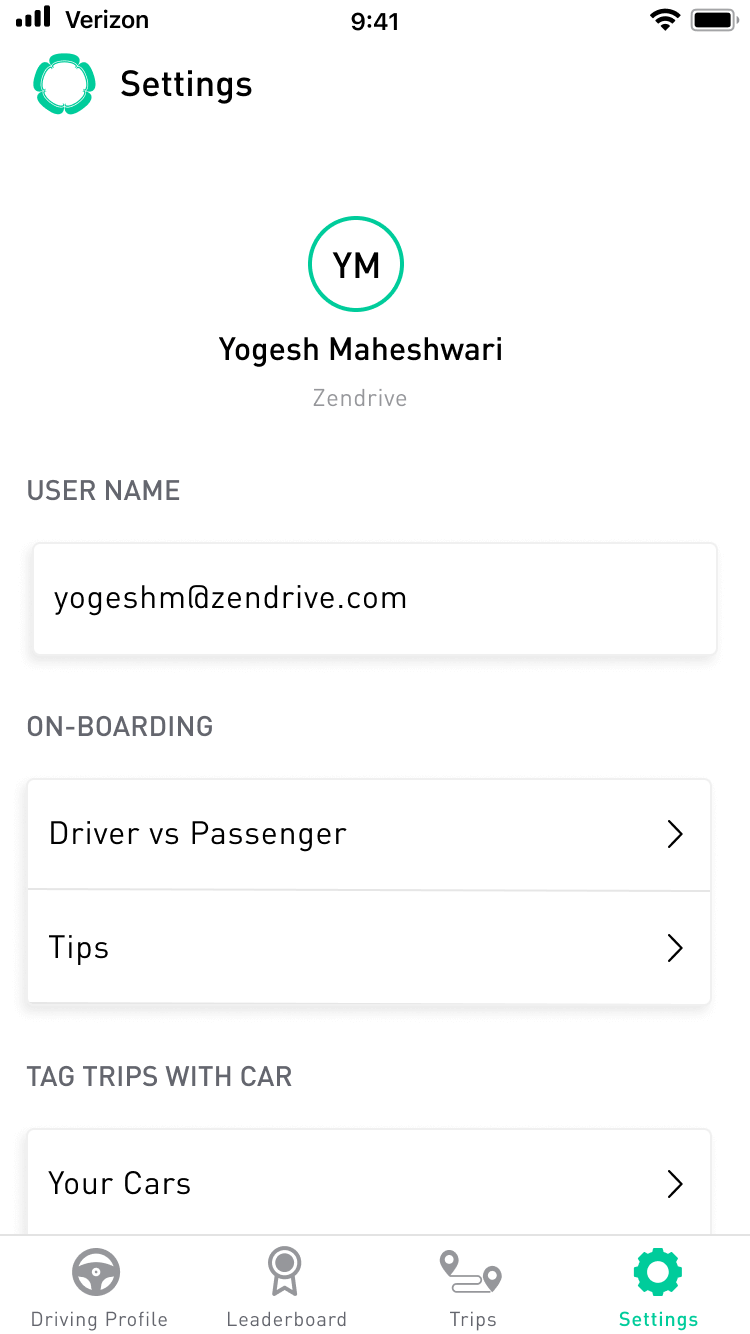 Verizon 9:41
Settings
YM
Yogesh Maheshwari
Zendrive
USER NAME
yogeshm@zendrive.com
ON-BOARDING
Driver vs Passenger
Tips
TAG TRIPS WITH CAR
Your Cars
Driving Profile Leaderboard Trips Settings